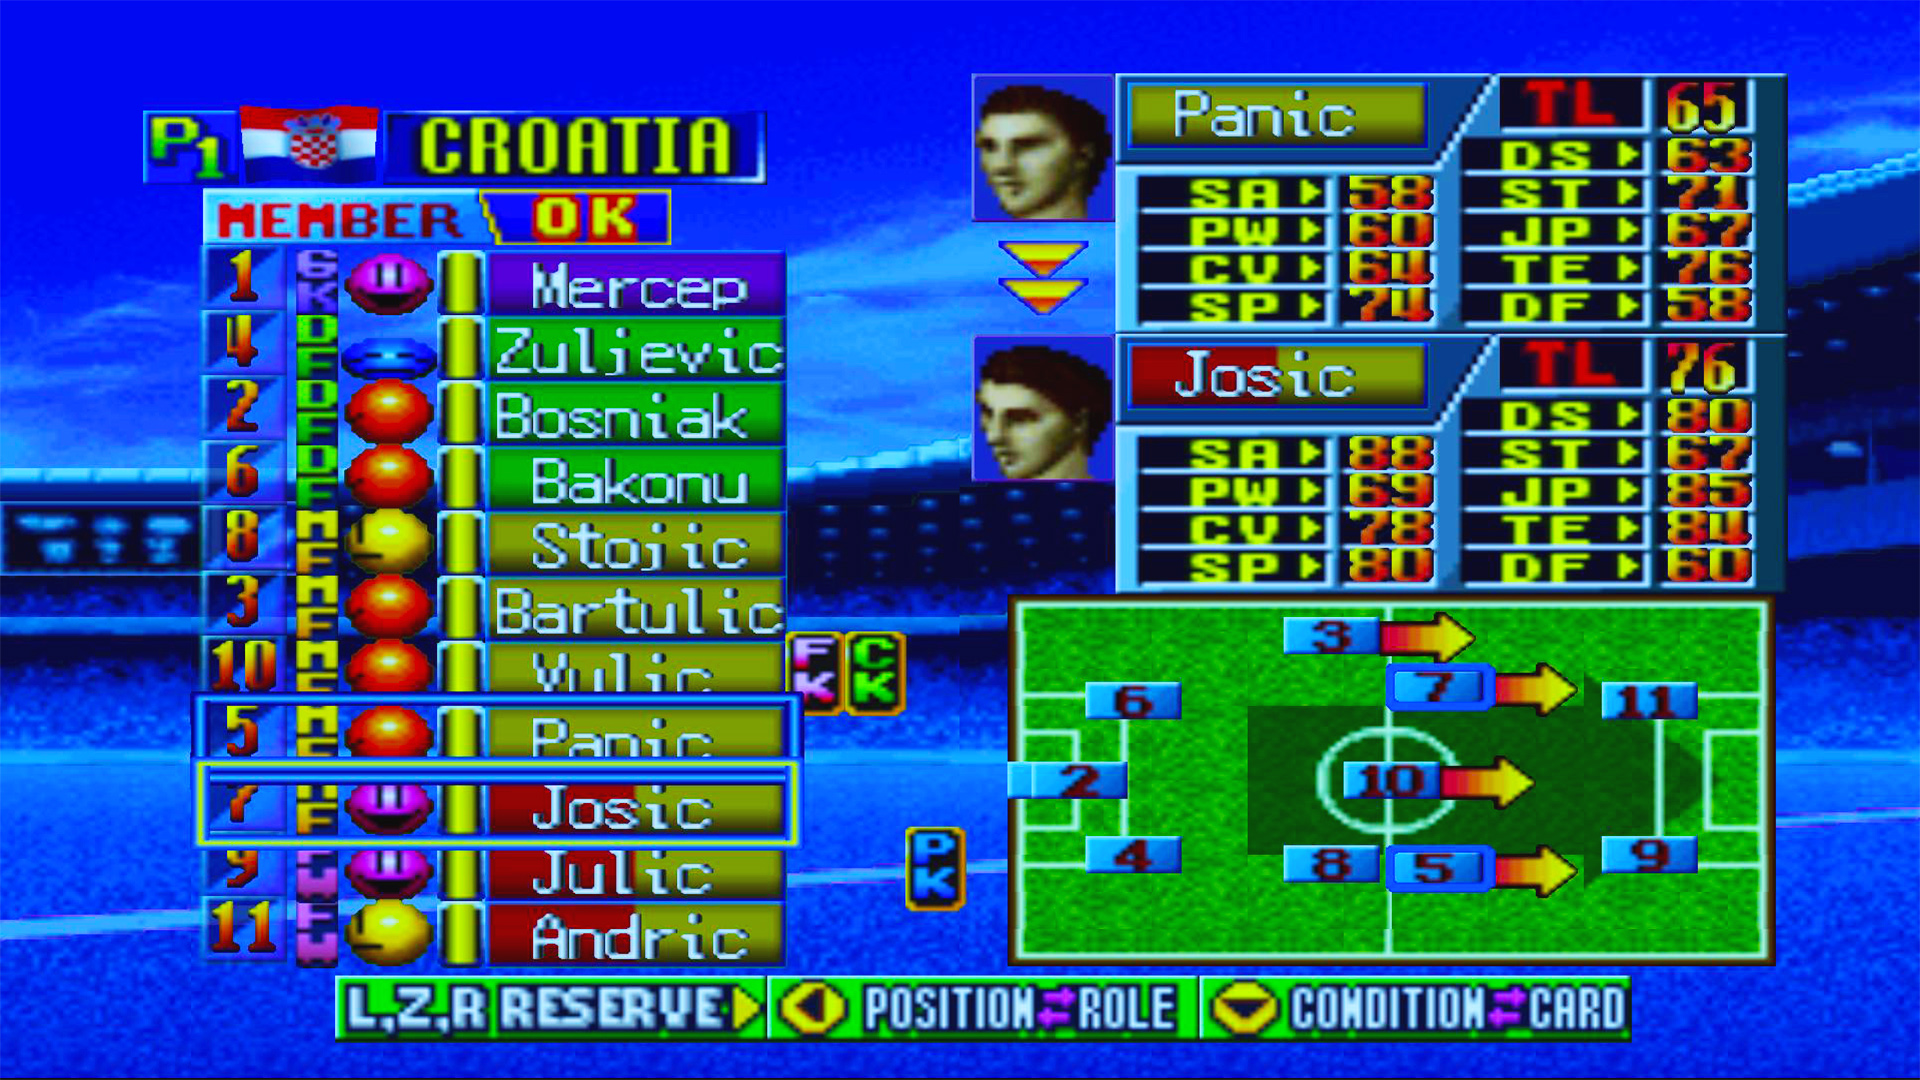 P1 CROATIA
MEMBER OK
1 GK Mercep
4 DF Zuljevic
2 DF Bosniak
6 DF Bakonu
8 MF Stojic
3 MF Bartulic
10 MF Vulic FK CK
5 MF Panic
7 MF Josic
9 FW Julic PK
11 FW Andric
Panic TL 65
DS 63
SA 58 ST 71
PW 60 JP 67
CV 64 TE 76
SP 74 DF 58
Josic TL 76
DS 80
SA 88 ST 67
PW 69 JP 85
CV 78 TE 84
SP 80 DF 60
3
7
6 11
2 10
4 8 5 9
L,Z,R RESERVE POSITION ROLE CONDITION CARD